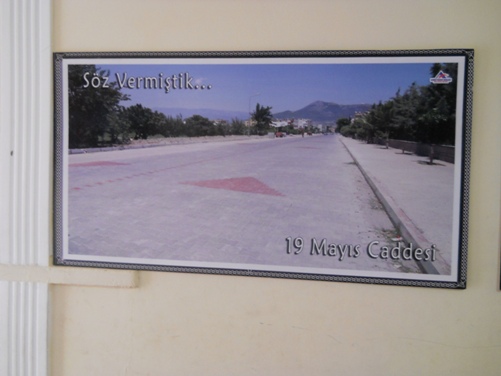 Söz Vermiştik...
19 Mayıs Caddesi